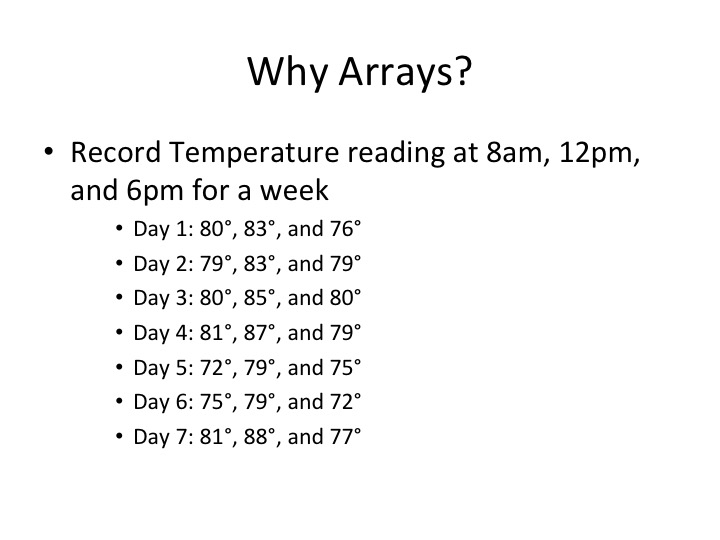 Why Arrays?
• Record Temperature reading at 8am, 12pm,
and 6pm for a week
• Day 1: 80°, 83°, and 76°
• Day 2: 79°, 83°, and 79°
• Day 3: 80°, 85°, and 80°
• Day 4: 81°, 87°, and 79°
• Day 5: 72°, 79°, and 75°
• Day 6: 75°, 79°, and 72°
• Day 7: 81°, 88°, and 77°